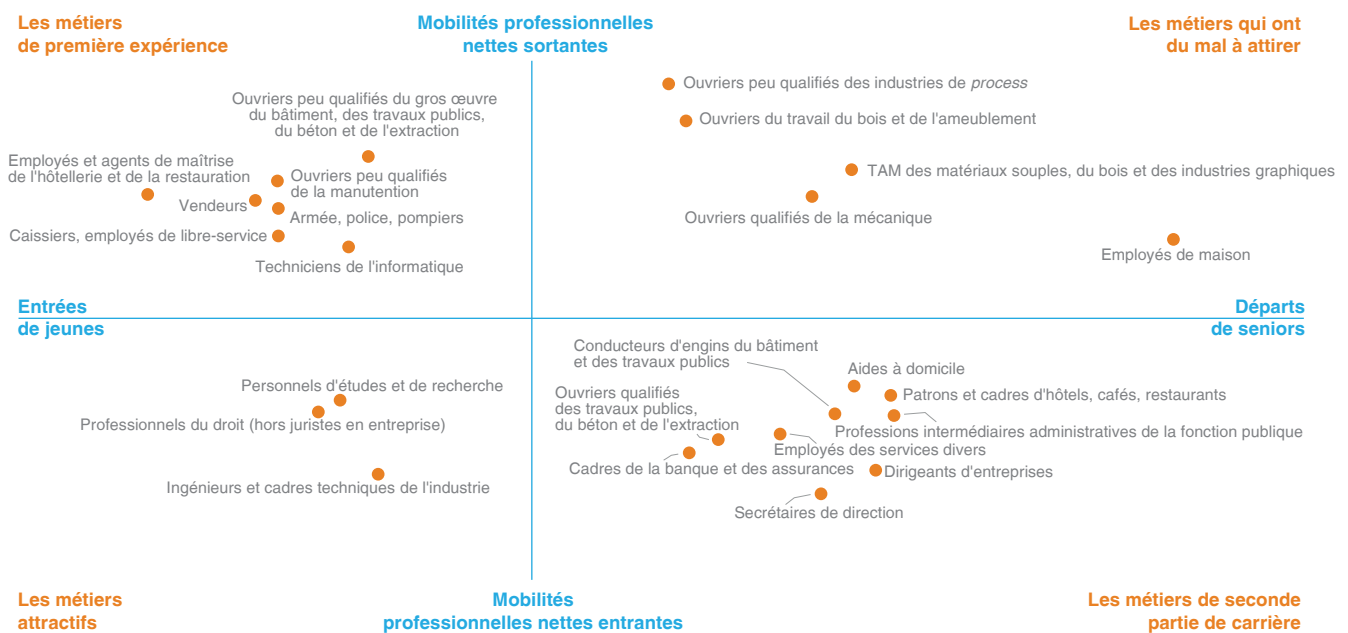 Les métiers
de première expérience
Mobilités professionnelles
nettes sortantes
Les métiers qui ont
du mal à attirer
Ouvriers peu qualifiés des industries de process
Ouvriers peu qualifiés du gros œuvre
du bâtiment, des travaux publics,
du béton et de l'extraction
Ouvriers du travail du bois et de l'ameublement
Employés et agents de maîtrise
de l'hôtellerie et de la restauration
Ouvriers peu qualifiés
de la manutention
TAM des matériaux souples, du bois et des industries graphiques
Vendeurs
Armée, police, pompiers
Ouvriers qualifiés de la mécanique
Caissiers, employés de libre-service
Techniciens de l'informatique
Employés de maison
Entrées
de jeunes
Départs
de seniors
Conducteurs d'engins du bâtiment
et des travaux publics
Aides à domicile
Personnels d'études et de recherche
Ouvriers qualifiés
des travaux publics,
du béton et de l'extraction
Patrons et cadres d'hôtels, cafés, restaurants
Professionnels du droit (hors juristes en entreprise)
Professions intermédiaires administratives de la fonction publique
Employés des services divers
Cadres de la banque et des assurances
Dirigeants d'entreprises
Ingénieurs et cadres techniques de l'industrie
Secrétaires de direction
Les métiers
attractifs
Mobilités
professionnelles nettes entrantes
Les métiers de seconde
partie de carrière